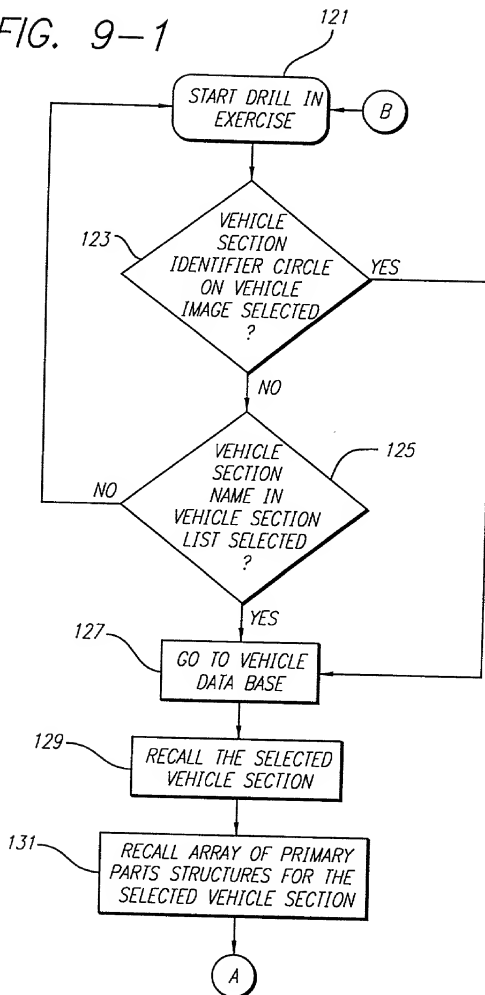 FIG. 9-1
121
START DRILL IN
EXERCISE
B
123
VEHICLE
SECTION
IDENTIFIER CIRCLE
ON VEHICLE
IMAGE SELECTED
?
YES
NO
125
VEHICLE
SECTION
NAME IN
VEHICLE SECTION
LIST SELECTED
?
NO
YES
127
GO TO VEHICLE
DATA BASE
129
RECALL THE SELECTED
VEHICLE SECTION
131
RECALL ARRAY OF PRIMARY
PARTS STRUCTURES FOR THE
SELECTED VEHICLE SECTION
A